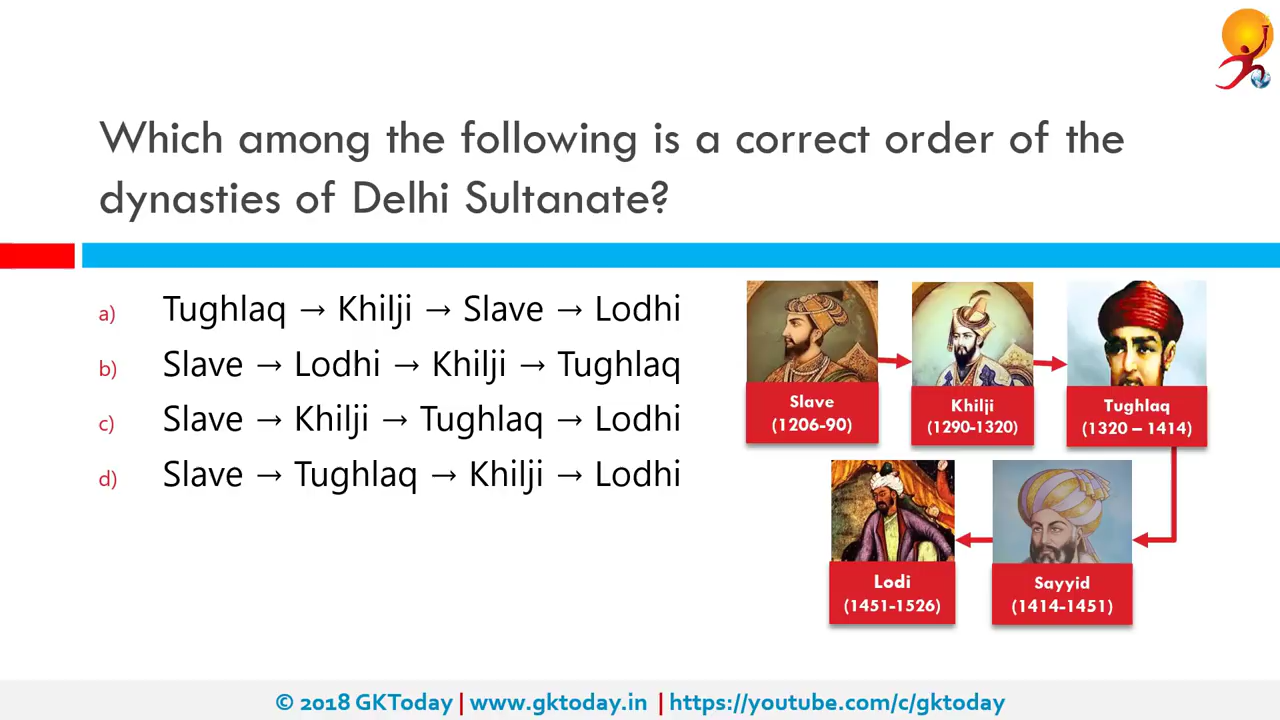 Which among the following is a correct order of the
dynasties of Delhi Sultanate?
a) Tughlaq → Khilji → Slave → Lodhi
b) Slave → Lodhi → Khilji → Tughlaq
c) Slave → Khilji → Tughlaq → Lodhi
d) Slave → Tughlaq → Khilji → Lodhi
Slave
(1206-90)
Khilji
(1290-1320)
Tughlaq
(1320 – 1414)
Lodi
(1451-1526)
Sayyid
(1414-1451)
© 2018 GKToday | www.gktoday.in | https://youtube.com/c/gktoday